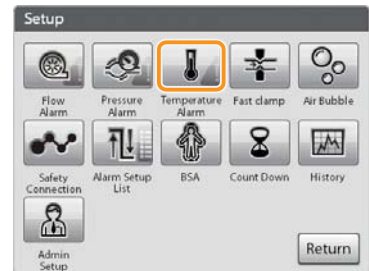 Setup
Flow
Alarm
Pressure
Alarm
Temperature
Alarm
Fast clamp
Air Bubble
Safety
Connection
Alarm Setup
List
BSA
Count Down
History
Admin
Setup
Return